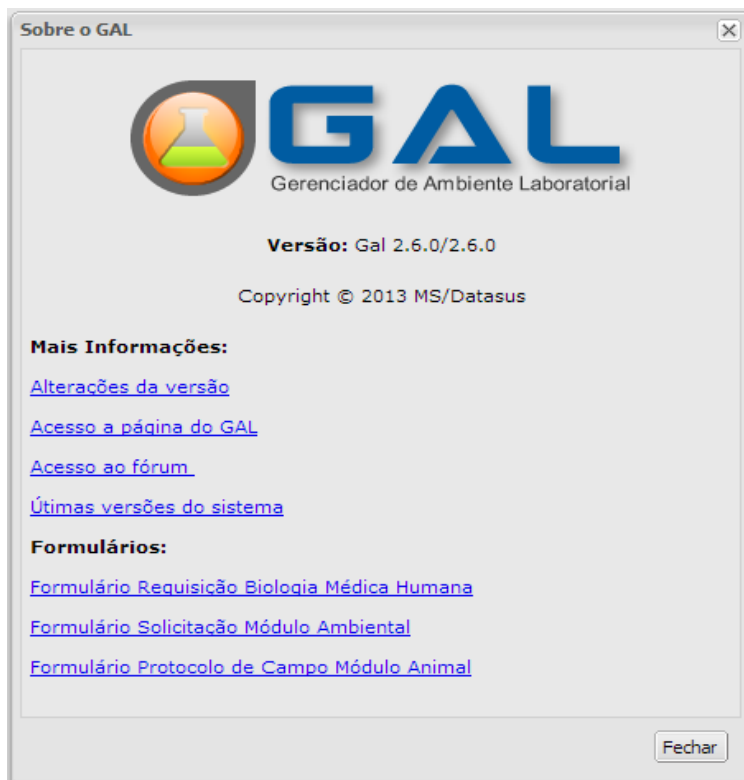 Sobre o GAL
GAL
Gerenciador de Ambiente Laboratorial
Versão: Gal 2.6.0/2.6.0
Copyright © 2013 MS/Datasus
Mais Informações:
Alterações da versão
Acesso a página do GAL
Acesso ao fórum
Útimas versões do sistema
Formulários:
Formulário Requisição Biologia Médica Humana
Formulário Solicitação Módulo Ambiental
Formulário Protocolo de Campo Módulo Animal
Fechar